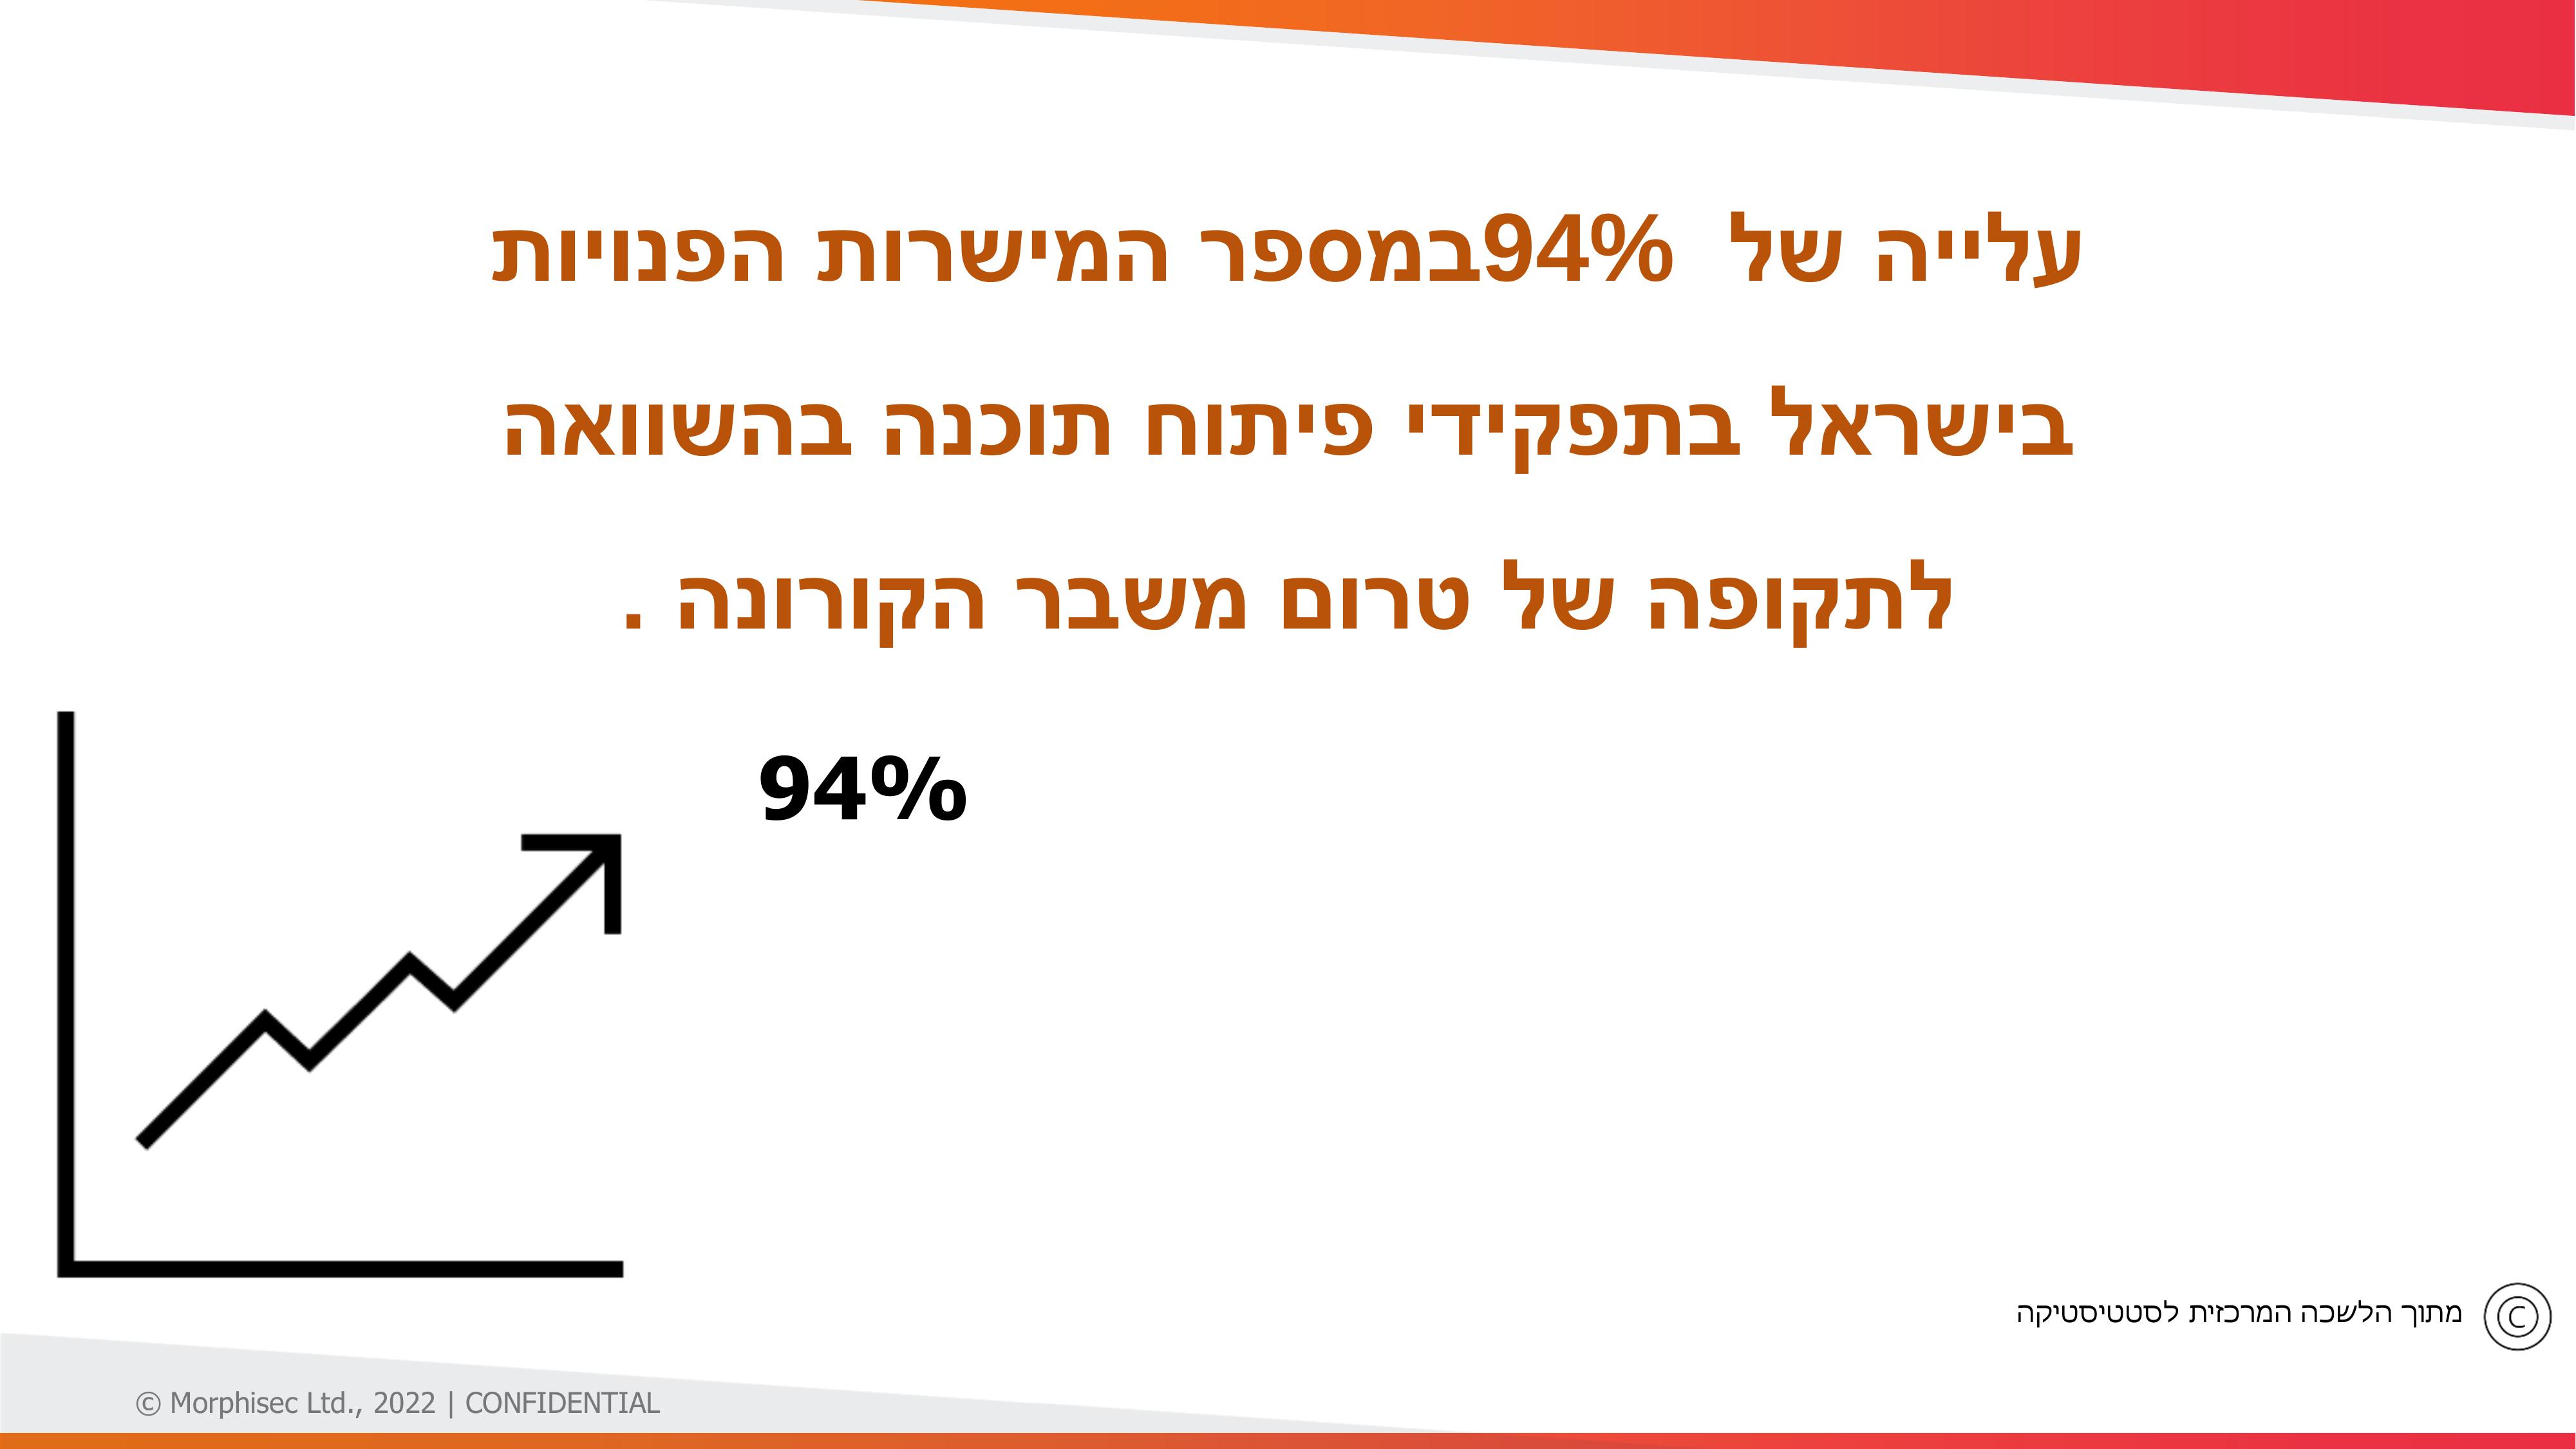 עלייה של 94% במספר המישרות הפנויות
בישראל בתפקידי פיתוח תוכנה בהשוואה
לתקופה של טרום משבר הקורונה .
94%
מתוך הלשכה המרכזית לסטטיסטיקה
© Morphisec Ltd., 2022 | CONFIDENTIAL